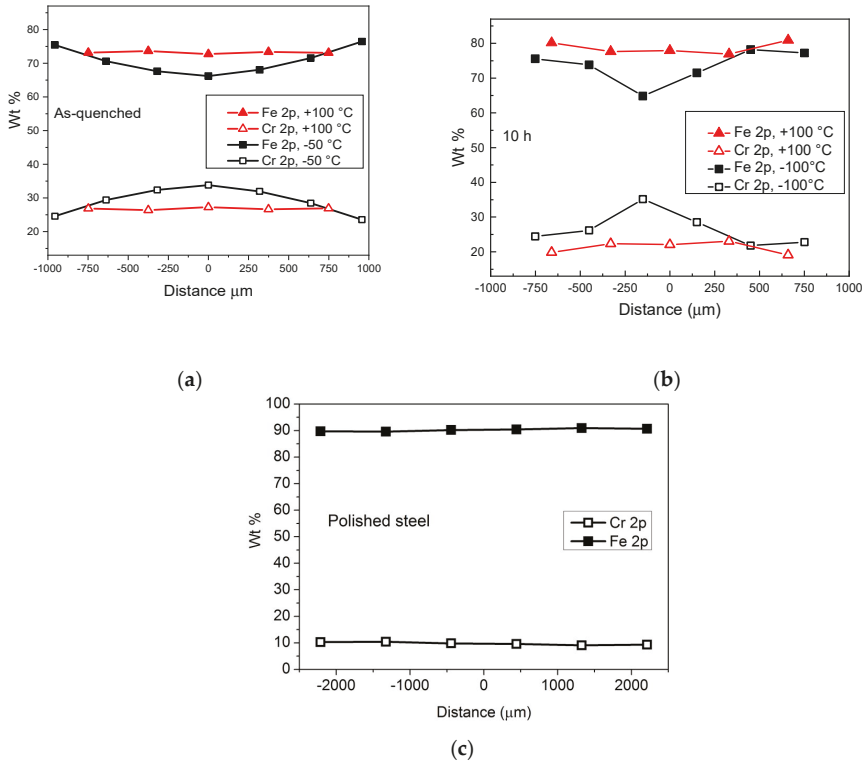 80
70
60
50
40
30
20
Wt %
As-quenched
Fe 2p, +100 °C
Cr 2p, +100 °C
Fe 2p, -50 °C
Cr 2p, -50 °C
-1000 -750 -500 -250 0 250 500 750 1000
Distance μm
(a)
90
80
70
60
50
40
30
20
Wt %
10 h
Fe 2p, +100 °C
Cr 2p, +100 °C
Fe 2p, -100°C
Cr 2p, -100°C
-1000 -750 -500 -250 0 250 500 750 1000
Distance (μm)
(b)
100
90
80
70
60
50
40
30
20
10
0
Wt %
Polished steel
Cr 2p
Fe 2p
-2000 -1000 0 1000 2000
Distance (μm)
(c)